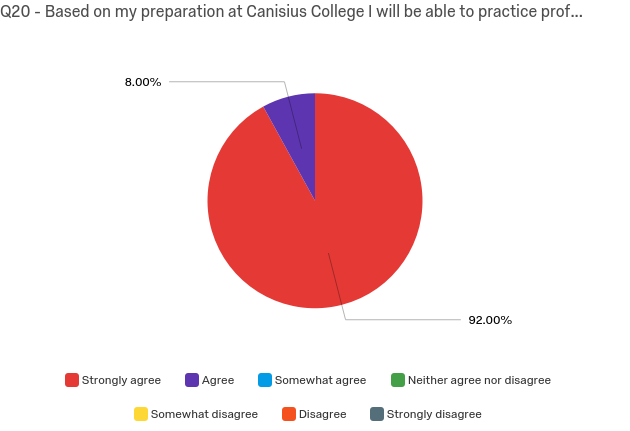 Q20 - Based on my preparation at Canisius College I will be able to practice prof...
8.00%
92.00%
Strongly agree Agree Somewhat agree Neither agree nor disagree
Somewhat disagree Disagree Strongly disagree